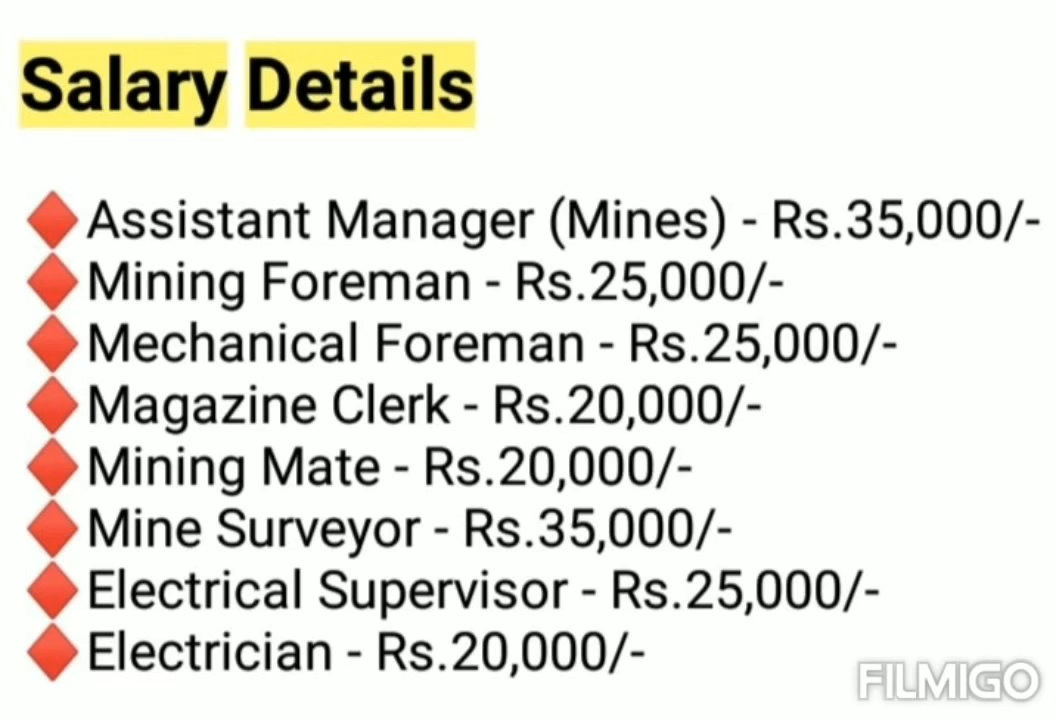 Salary Details
♦Assistant Manager (Mines) - Rs.35,000/-
♦Mining Foreman - Rs.25,000/-
♦Mechanical Foreman - Rs.25,000/-
♦Magazine Clerk - Rs.20,000/-
♦Mining Mate - Rs.20,000/-
♦Mine Surveyor - Rs.35,000/-
♦Electrical Supervisor - Rs.25,000/-
♦Electrician - Rs.20,000/-
FILMIGO